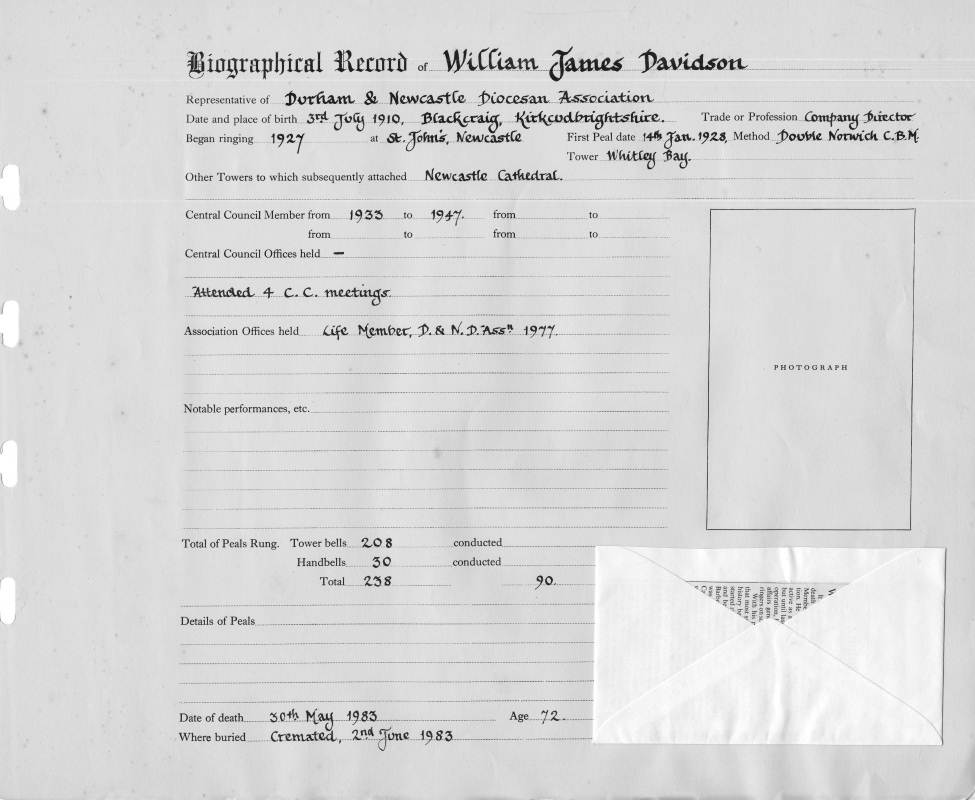 Biographical Record of William James Davidson
Representative of Durham & Newcastle Diocesan Association
Date and place of birth 3rd July 1910, Blackcraig, Kirkcudbrightshire. Trade or Profession Company Director
Began ringing 1927 at St. John's, Newcastle First Peal date 14th Jan. 1928, Method Double Norwich C.B.M.
Tower Whitley Bay.
Other Towers to which subsequently attached Newcastle Cathedral.
Central Council Member from 1933 to 1947. from to
from to from to
Central Council Offices held —
Attended 4 C. C. meetings.
Association Offices held Life Member, D. & N. D. Assn 1977.
PHOTOGRAPH
Notable performances, etc.
Total of Peals Rung. Tower bells 208 conducted
Handbells 30 conducted
Total 238 90.
Details of Peals
Date of death 30th May 1983 Age 72.
Where buried Cremated, 2nd June 1983